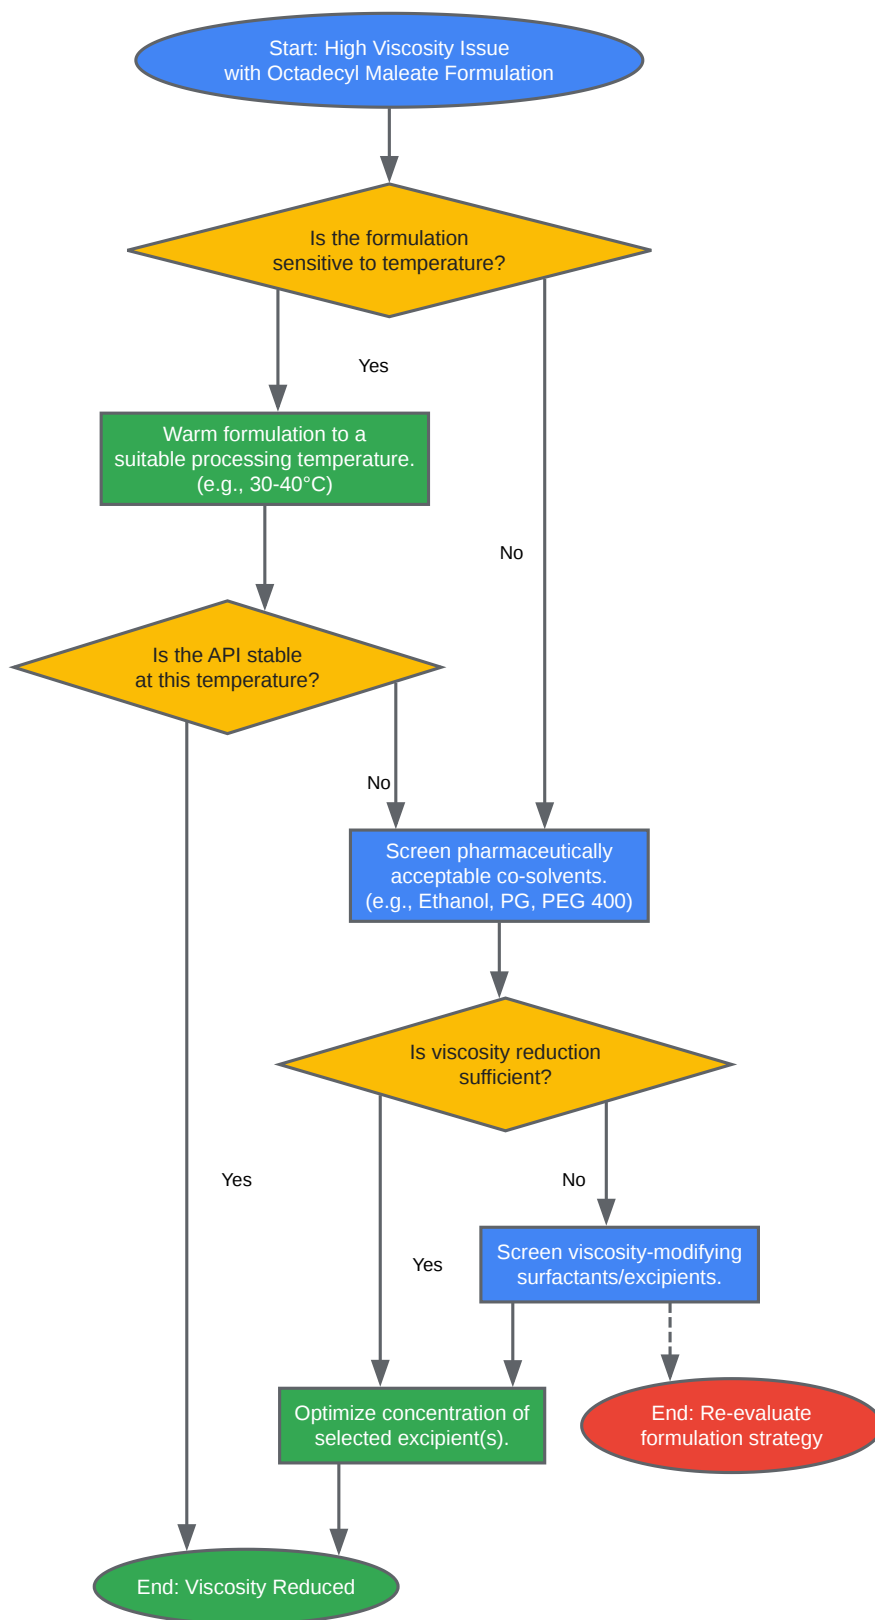 Start: High Viscosity Issue
with Octadecyl Maleate Formulation
Is the formulation
sensitive to temperature?
Yes
Warm formulation to a
suitable processing temperature.
(e.g., 30-40°C)
No
Is the API stable
at this temperature?
No
Screen pharmaceutically
acceptable co-solvents.
(e.g., Ethanol, PG, PEG 400)
Is viscosity reduction
sufficient?
Yes
No
Screen viscosity-modifying
surfactants/excipients.
Yes
Optimize concentration of
selected excipient(s).
End: Re-evaluate
formulation strategy
End: Viscosity Reduced